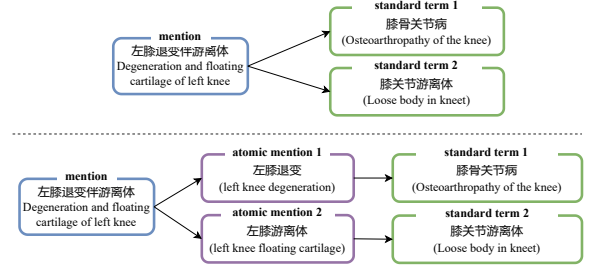 standard term 1
膝骨关节病
(Osteoarthropathy of the knee)
mention
左膝退变伴游离体
Degeneration and floating
cartilage of left knee
standard term 2
膝关节游离体
(Loose body in kneet)
atomic mention 1
左膝退变
(left knee degeneration)
standard term 1
膝骨关节病
(Osteoarthropathy of the knee)
mention
左膝退变伴游离体
Degeneration and floating
cartilage of left knee
atomic mention 2
左膝游离体
(left knee floating cartilage)
standard term 2
膝关节游离体
(Loose body in kneet)